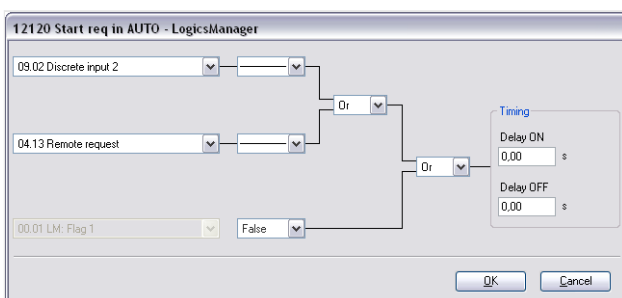 12120 Start req in AUTO - LogicsManager
09.02 Discrete input 2
Or
Timing
Delay ON
04.13 Remote request
0,00 s
Or
Delay OFF
0,00 s
00.01 LM: Flag 1
False
OK
Cancel